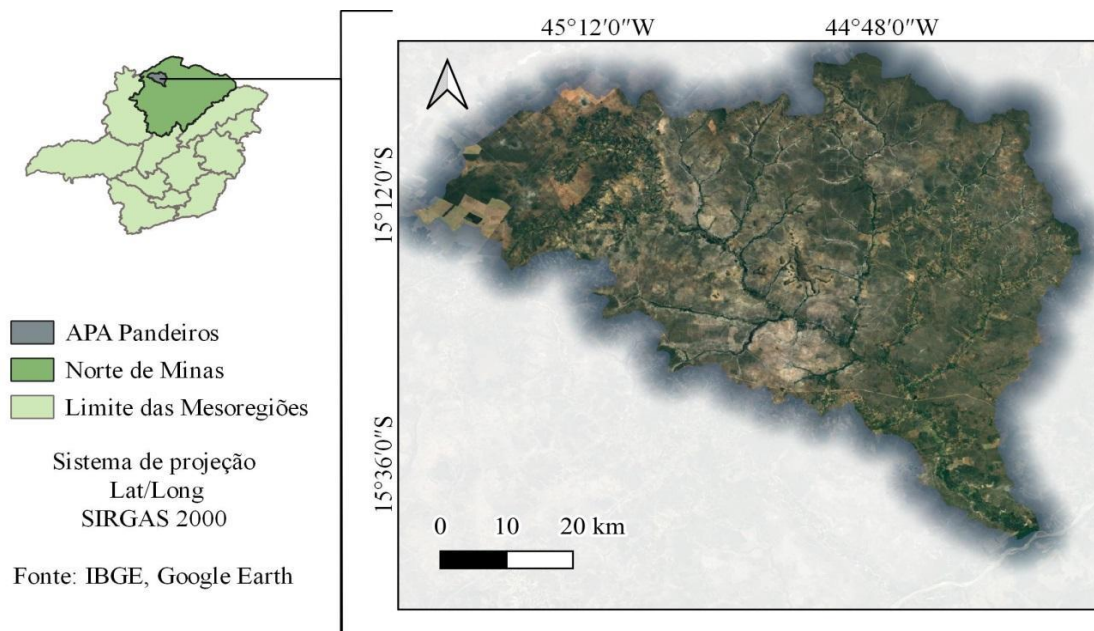 45°12'0"W
44°48'0"W
15°12'0"S
15°36'0"S
0 10 20 km
APA Pandeiros
Norte de Minas
Limite das Mesoregiões
Sistema de projeção
Lat/Long
SIRGAS 2000
Fonte: IBGE, Google Earth